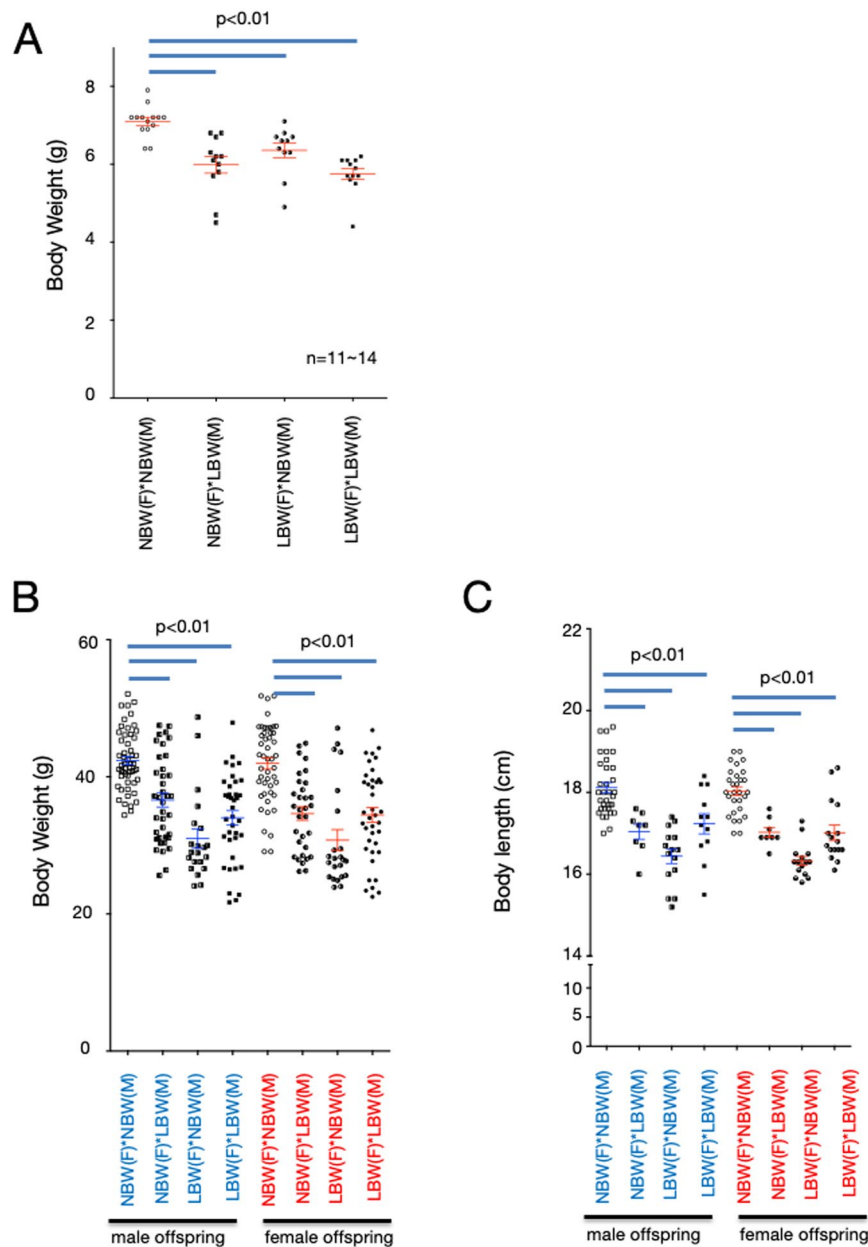 A
p<0.01
Body Weight (g)
8
6
4
2
0
n=11~14
NBW(F)*NBW(M)
NBW(F)*LBW(M)
LBW(F)*NBW(M)
LBW(F)*LBW(M)
B
p<0.01
p<0.01
Body Weight (g)
60
40
20
0
NBW(F)*NBW(M)
NBW(F)*LBW(M)
LBW(F)*NBW(M)
LBW(F)*LBW(M)
NBW(F)*NBW(M)
NBW(F)*LBW(M)
LBW(F)*NBW(M)
LBW(F)*LBW(M)
male offspring
female offspring
C
p<0.01
p<0.01
Body length (cm)
22
20
18
16
14
10
5
0
NBW(F)*NBW(M)
NBW(F)*LBW(M)
LBW(F)*NBW(M)
LBW(F)*LBW(M)
NBW(F)*NBW(M)
NBW(F)*LBW(M)
LBW(F)*NBW(M)
LBW(F)*LBW(M)
male offspring
female offspring